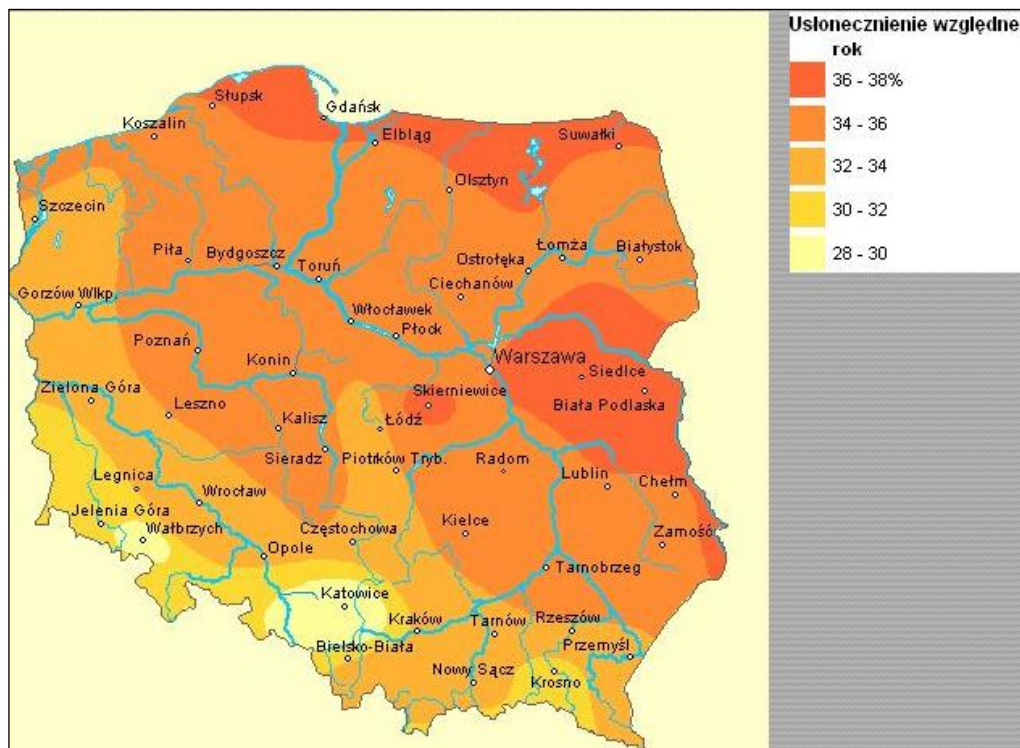 Usłonecznienie względne
rok
36 - 38%
34 - 36
32 - 34
30 - 32
28 - 30
Słupsk
Gdańsk
Koszalin
Elbląg
Suwałki
Olsztyn
Szczecin
Piła
Bydgoszcz
Toruń
Łomża
Białystok
Ostrołęka
Ciechanów
Gorzów Wlkp.
Włocławek
Płock
Poznań
Konin
Warszawa
Siedlce
Skierniewice
Biała Podlaska
Zielona Góra
Leszno
Kalisz
Łódź
Sieradz
Piotrków Tryb.
Radom
Lublin
Chełm
Legnica
Wrocław
Jelenia Góra
Wałbrzych
Częstochowa
Kielce
Zamość
Opole
Tarnobrzeg
Katowice
Kraków
Tarnów
Rzeszów
Bielsko-Biała
Przemyśl
Nowy Sącz
Krosno